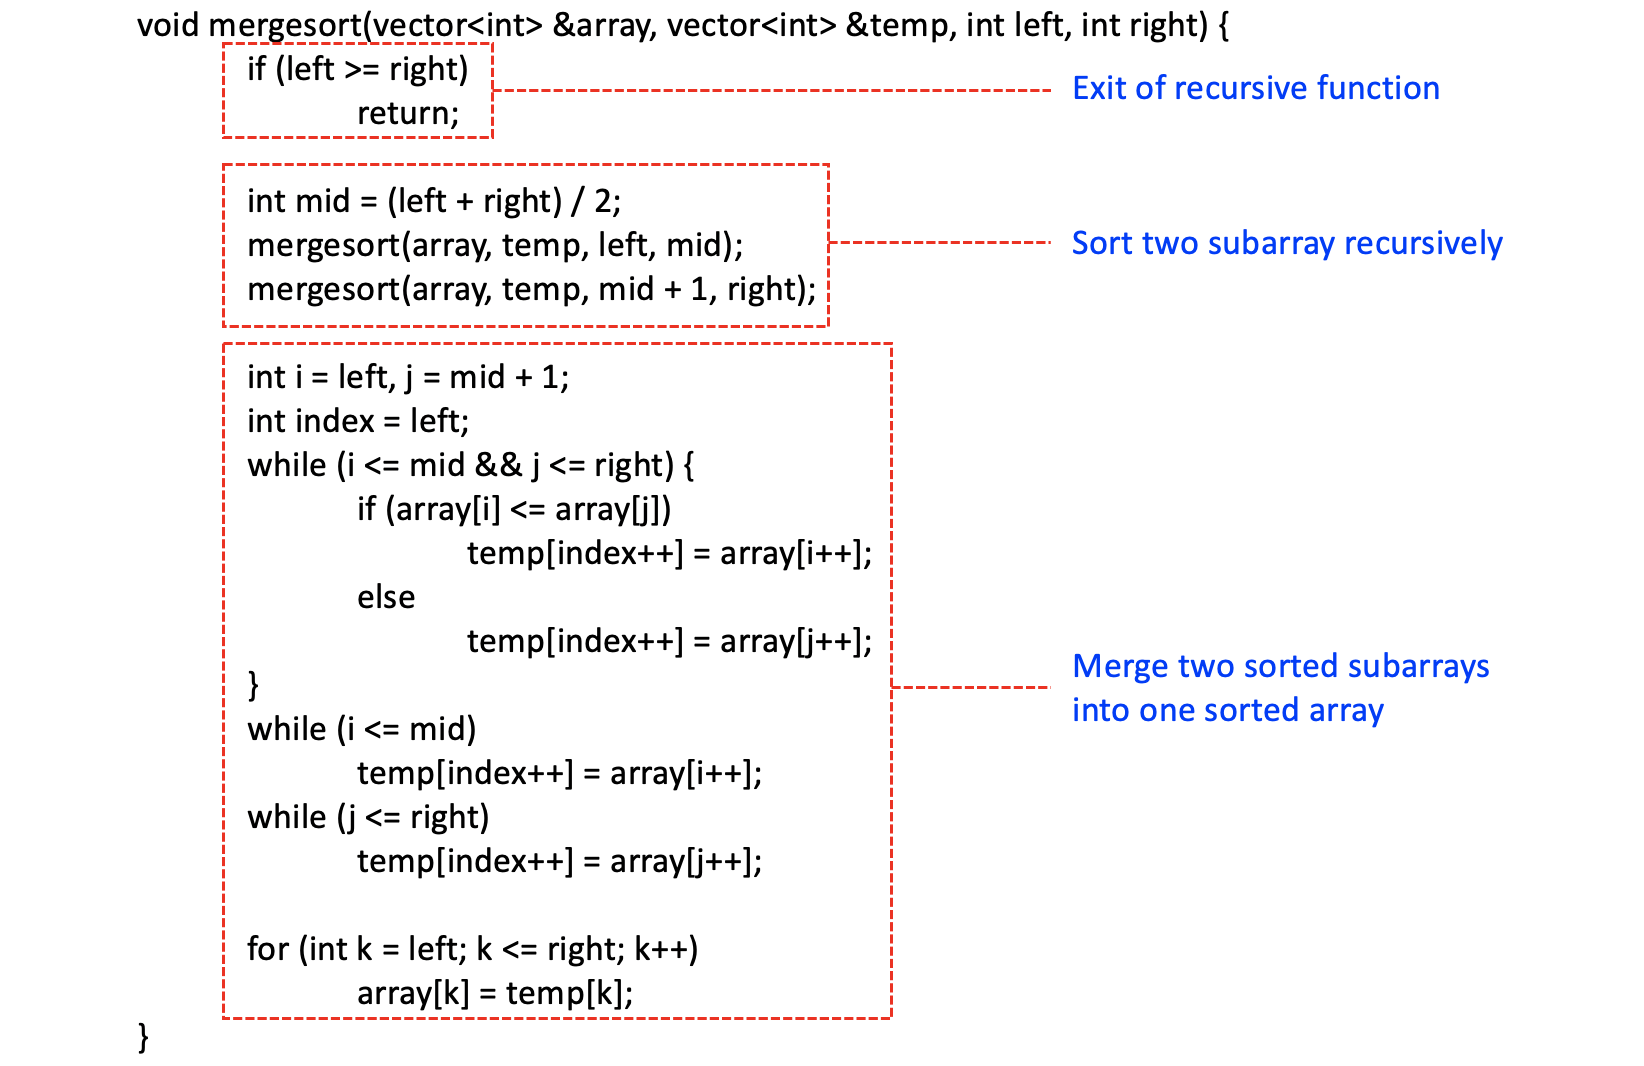 void mergesort(vector<int> &array, vector<int> &temp, int left, int right) {
if (left >= right)
return;
Exit of recursive function
int mid = (left + right) / 2;
mergesort(array, temp, left, mid);
mergesort(array, temp, mid + 1, right);
Sort two subarray recursively
int i = left, j = mid + 1;
int index = left;
while (i <= mid && j <= right) {
if (array[i] <= array[j])
temp[index++] = array[i++];
else
temp[index++] = array[j++];
}
while (i <= mid)
temp[index++] = array[i++];
while (j <= right)
temp[index++] = array[j++];
for (int k = left; k <= right; k++)
array[k] = temp[k];
Merge two sorted subarrays
into one sorted array
}